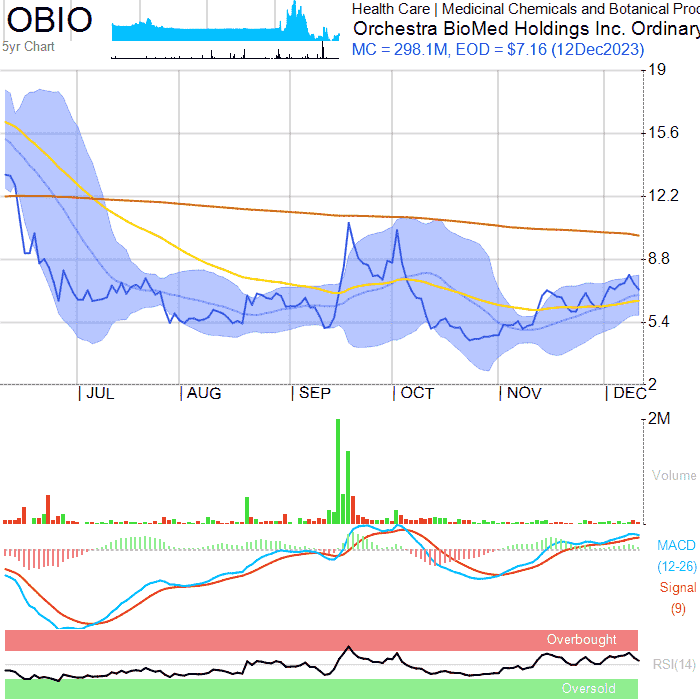 OBIO
5yr Chart
Health Care | Medicinal Chemicals and Botanical Prod
Orchestra BioMed Holdings Inc. Ordinary
MC = 298.1M, EOD = $7.16 (12Dec2023)
19
15.6
12.2
8.8
5.4
2
| JUL | AUG | SEP | OCT | NOV | DEC
2M
Volume
MACD
(12-26)
Signal
(9)
Overbought
RSI(14)
Oversold